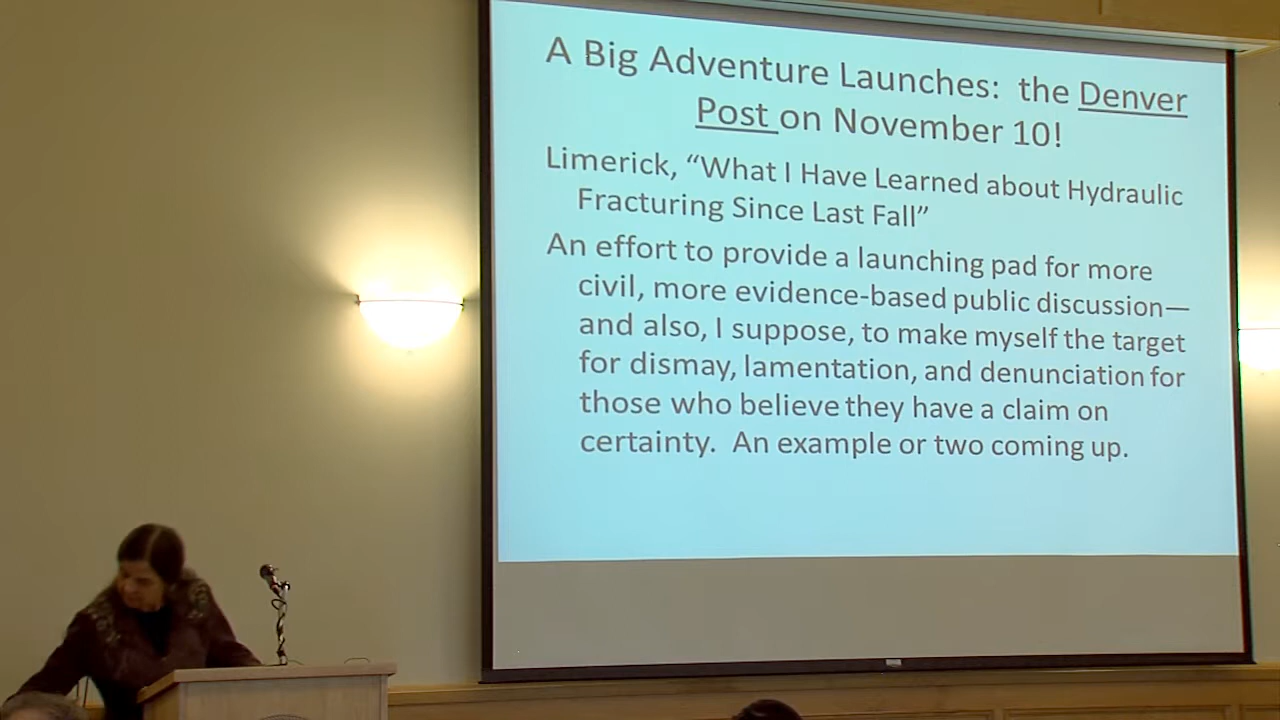 A Big Adventure Launches: the Denver
Post on November 10!
Limerick, “What I Have Learned about Hydraulic
Fracturing Since Last Fall”
An effort to provide a launching pad for more
civil, more evidence-based public discussion—
and also, I suppose, to make myself the target
for dismay, lamentation, and denunciation for
those who believe they have a claim on
certainty. An example or two coming up.